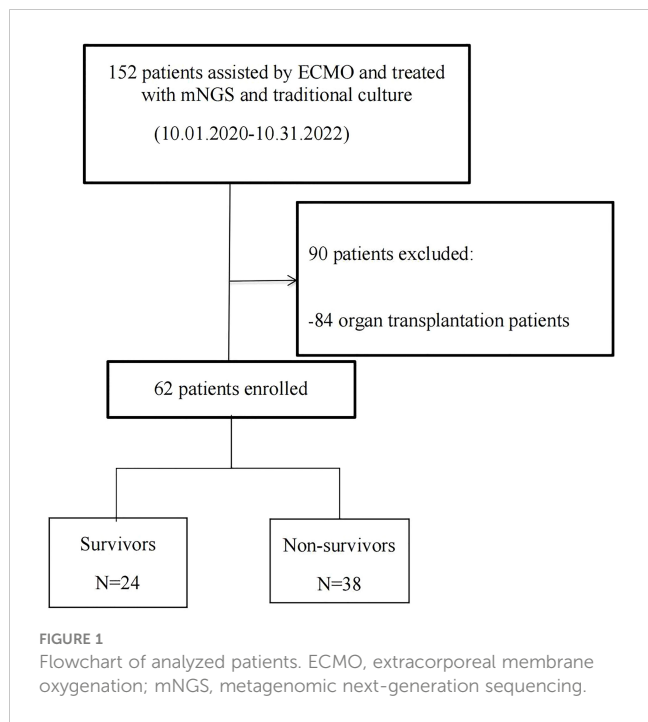 152 patients assisted by ECMO and treated
with mNGS and traditional culture
(10.01.2020-10.31.2022)
90 patients excluded:
-84 organ transplantation patients
62 patients enrolled
Survivors
N=24
Non-survivors
N=38
FIGURE 1
Flowchart of analyzed patients. ECMO, extracorporeal membrane
oxygenation; mNGS, metagenomic next-generation sequencing.